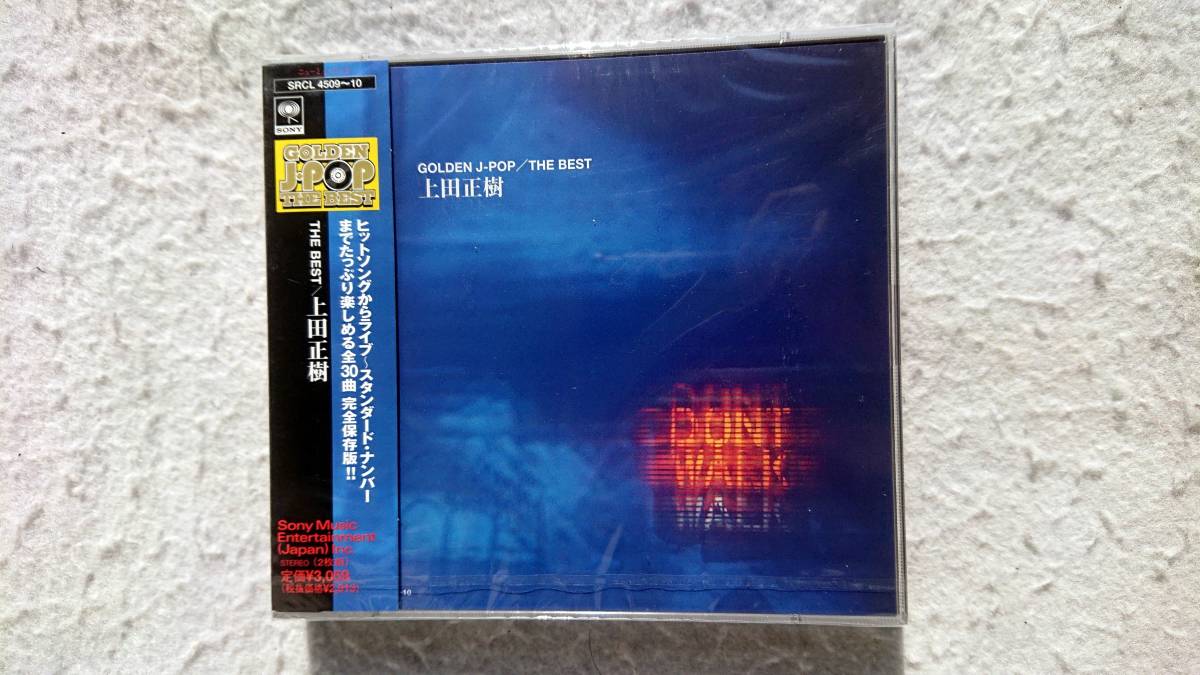 SRCL 4509〜10
SONY
GOLDEN
J-POP
THE BEST
THE BEST/上田正樹
ヒットソングからライブ〜スタンダード・ナンバー
までたっぷり楽しめる全30曲 完全保存版!!
Sony Music
Entertainment
(Japan) Inc.
STEREO (2枚組)
GOLDEN J-POP/THE BEST
上田正樹
DONT
DONT
WALK
WALK
-10